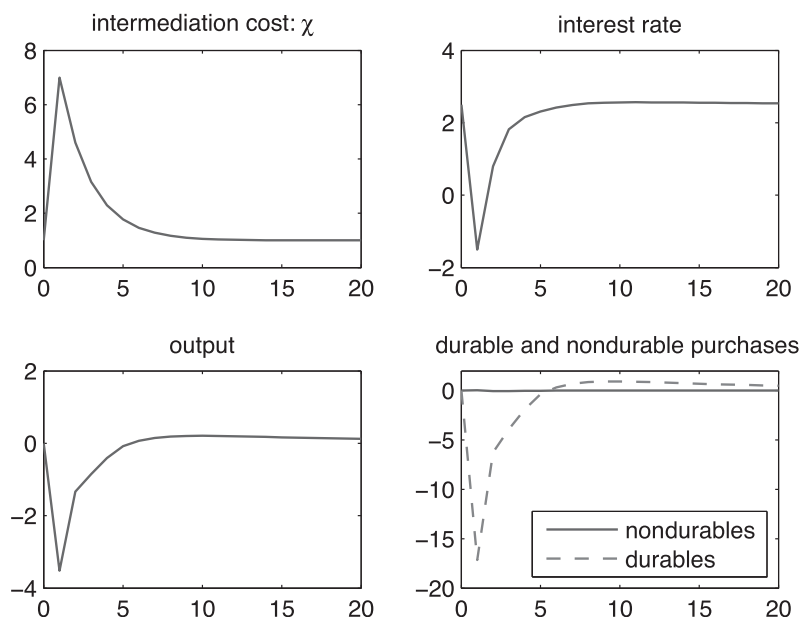 intermediation cost: χ
8
6
4
2
0
0 5 10 15 20
interest rate
4
2
0
−2
0 5 10 15 20
output
2
0
−2
−4
0 5 10 15 20
durable and nondurable purchases
0
−5
−10
−15
−20
nondurables
durables
0 5 10 15 20